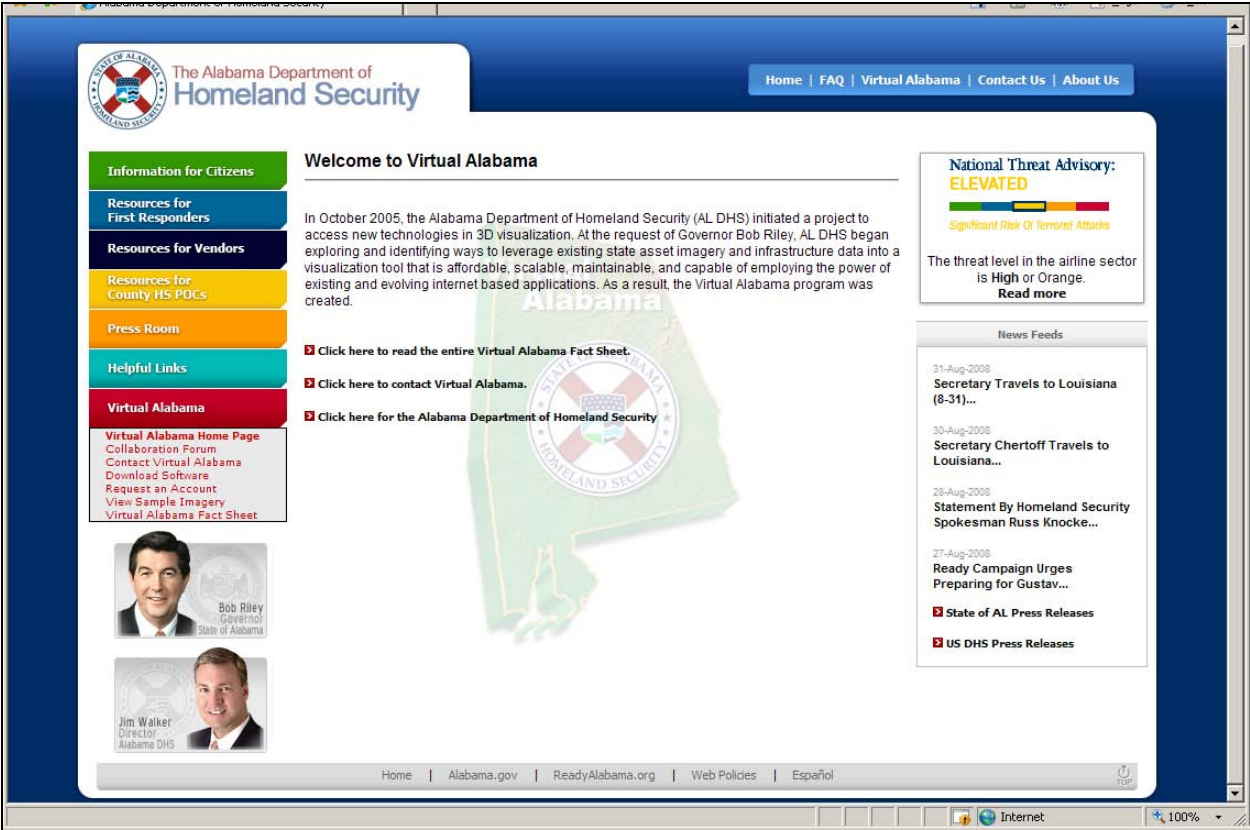 Alabama Department of Homeland Security
STATE OF ALABAMA
HOMELAND SECURITY
The Alabama Department of
Homeland Security
Home | FAQ | Virtual Alabama | Contact Us | About Us
Information for Citizens
Resources for
First Responders
Resources for Vendors
Resources for
County HS POCs
Press Room
Helpful Links
Virtual Alabama
Virtual Alabama Home Page
Collaboration Forum
Contact Virtual Alabama
Download Software
Request an Account
View Sample Imagery
Virtual Alabama Fact Sheet
Bob Riley
Governor
State of Alabama
Jim Walker
Director
Alabama DHS
Welcome to Virtual Alabama
In October 2005, the Alabama Department of Homeland Security (AL DHS) initiated a project to
access new technologies in 3D visualization. At the request of Governor Bob Riley, AL DHS began
exploring and identifying ways to leverage existing state asset imagery and infrastructure data into a
visualization tool that is affordable, scalable, maintainable, and capable of employing the power of
existing and evolving internet based applications. As a result, the Virtual Alabama program was
created.
Alabama
Click here to read the entire Virtual Alabama Fact Sheet.
Click here to contact Virtual Alabama.
Click here for the Alabama Department of Homeland Security
STATE OF ALABAMA
HOMELAND SECURITY
National Threat Advisory:
ELEVATED
Significant Risk Of Terrorist Attacks
The threat level in the airline sector
is High or Orange.
Read more
News Feeds
31-Aug-2008
Secretary Travels to Louisiana
(8-31)...
30-Aug-2008
Secretary Chertoff Travels to
Louisiana...
28-Aug-2008
Statement By Homeland Security
Spokesman Russ Knocke...
27-Aug-2008
Ready Campaign Urges
Preparing for Gustav...
State of AL Press Releases
US DHS Press Releases
Home | Alabama.gov | ReadyAlabama.org | Web Policies | Español
TOP
Internet
100%